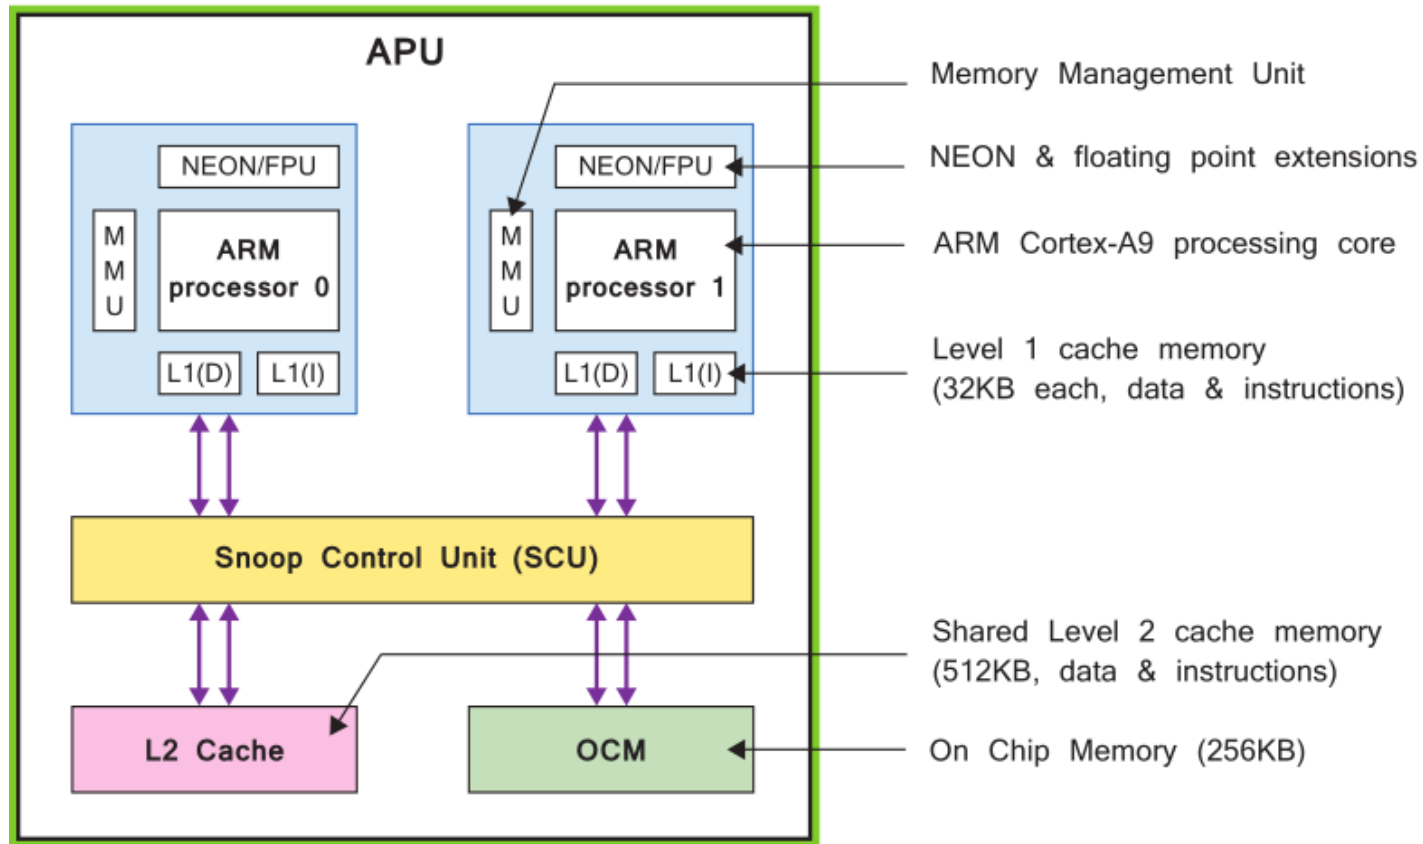 APU
Memory Management Unit
NEON/FPU
NEON/FPU
NEON & floating point extensions
M
M
U
ARM
processor 0
M
M
U
ARM
processor 1
ARM Cortex-A9 processing core
L1(D)
L1(I)
L1(D)
L1(I)
Level 1 cache memory
(32KB each, data & instructions)
Snoop Control Unit (SCU)
Shared Level 2 cache memory
(512KB, data & instructions)
L2 Cache
OCM
On Chip Memory (256KB)